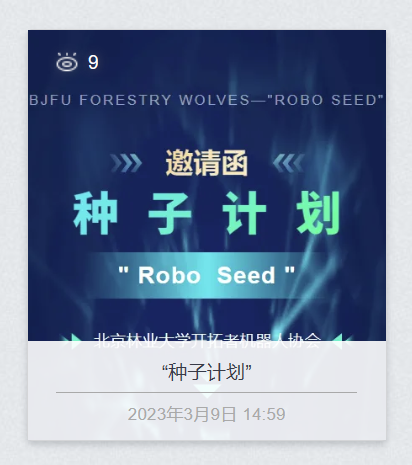 9
BJFU FORESTRY WOLVES—"ROBO SEED"
邀请函
种子计划
" Robo Seed "
北京林业大学开拓者机器人协会
“种子计划”
2023年3月9日 14:59